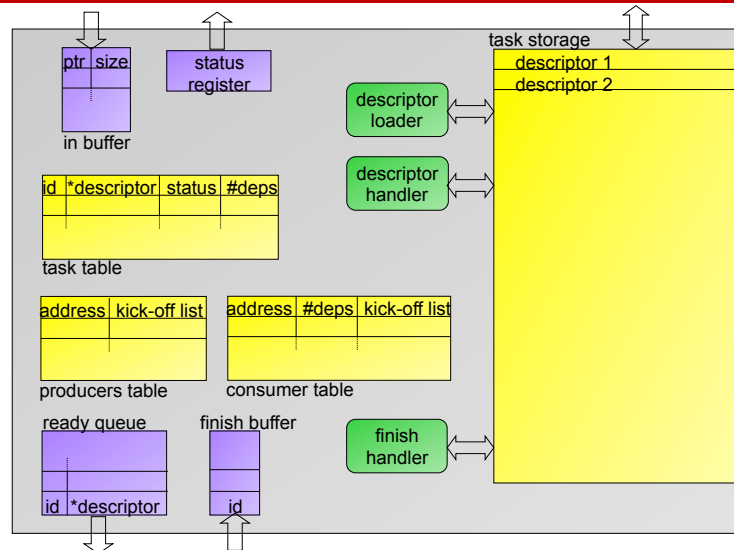 ptr size
in buffer
status
register
task storage
descriptor 1
descriptor 2
descriptor
loader
descriptor
handler
id *descriptor status #deps
task table
address kick-off list
producers table
address #deps kick-off list
consumer table
ready queue
id *descriptor
finish buffer
id
finish
handler